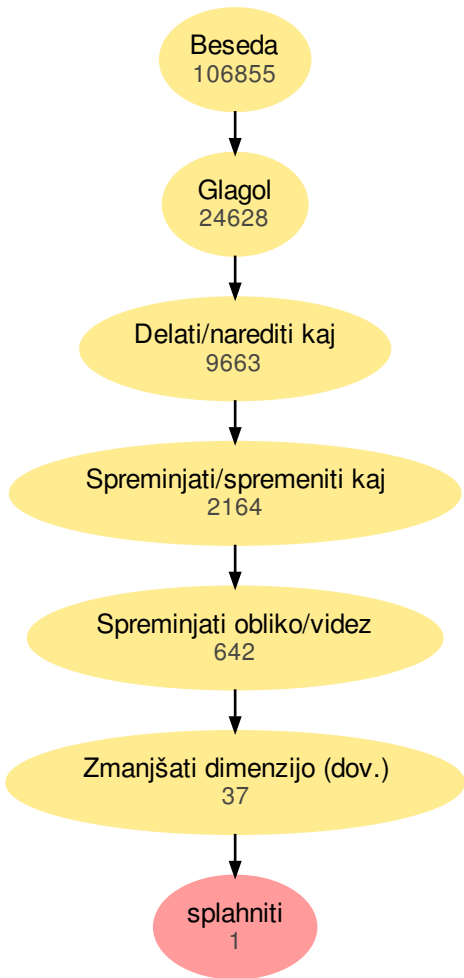 Beseda
106855
Glagol
24628
Delati/narediti kaj
9663
Spreminjati/spremeniti kaj
2164
Spreminjati obliko/videz
642
Zmanjšati dimenzijo (dov.)
37
splahniti
1